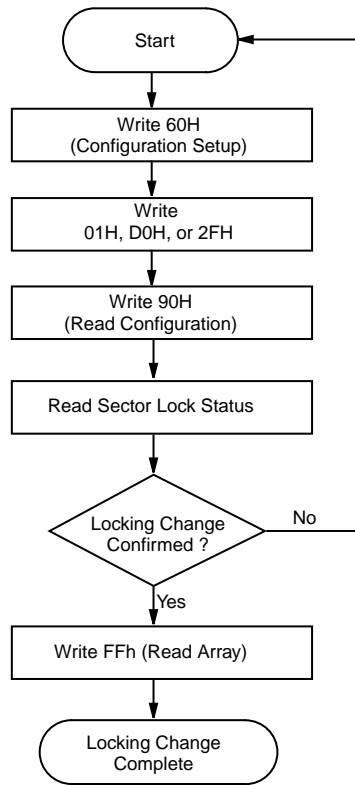 Start
Write 60H
(Configuration Setup)
Write
01H, D0H, or 2FH
Write 90H
(Read Configuration)
Read Sector Lock Status
Locking Change
Confirmed ?
No
Yes
Write FFh (Read Array)
Locking Change
Complete